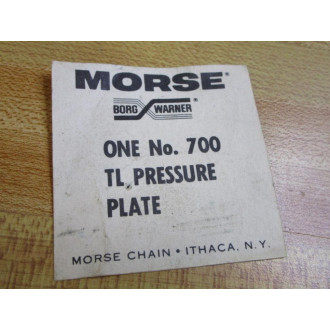 MORSE®
BORG WARNER®
ONE No. 700
TL PRESSURE
PLATE
MORSE CHAIN • ITHACA, N.Y.